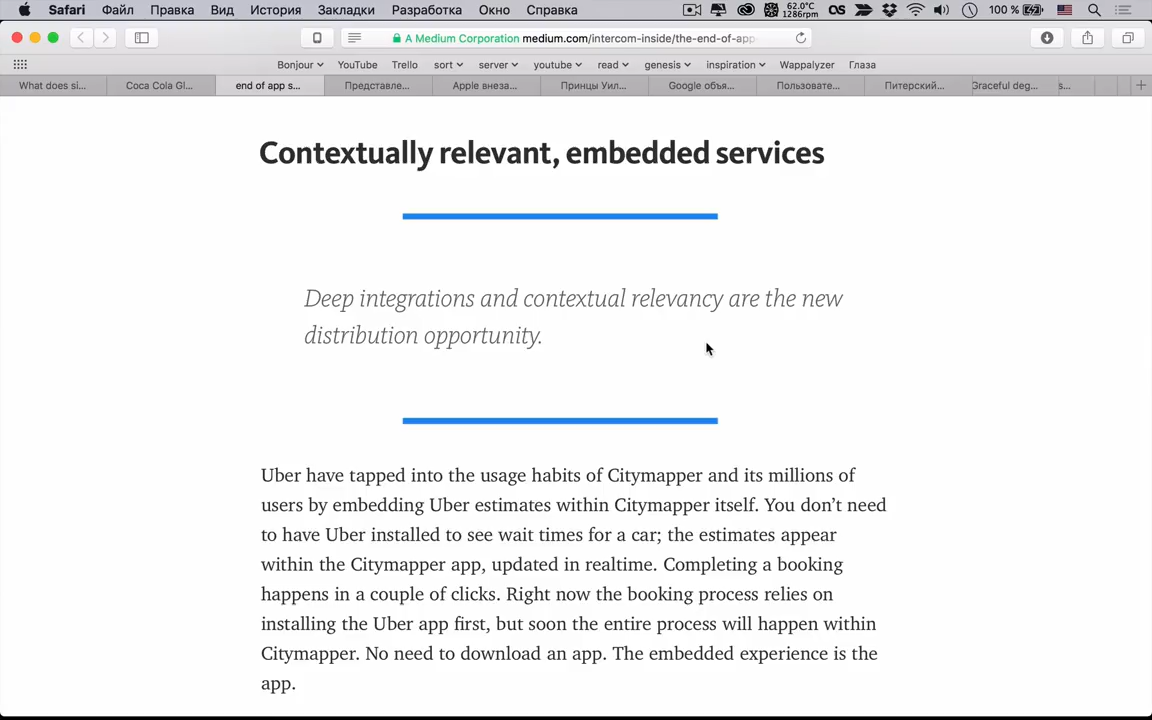 Safari Файл Правка Вид История Закладки Разработка Окно Справка 62.0°C 1286rpm 100 %
A Medium Corporation medium.com/intercom-inside/the-end-of-app-
Bonjour YouTube Trello sort server youtube read genesis inspiration Wappalyzer Глаза
What does si... Coca Cola Gl... end of app s... Представле... Apple внеза... Принцы Уил... Google объя... Пользовате... Питерский... Graceful deg... s...
Contextually relevant, embedded services
Deep integrations and contextual relevancy are the new
distribution opportunity.
Uber have tapped into the usage habits of Citymapper and its millions of
users by embedding Uber estimates within Citymapper itself. You don’t need
to have Uber installed to see wait times for a car; the estimates appear
within the Citymapper app, updated in realtime. Completing a booking
happens in a couple of clicks. Right now the booking process relies on
installing the Uber app first, but soon the entire process will happen within
Citymapper. No need to download an app. The embedded experience is the
app.